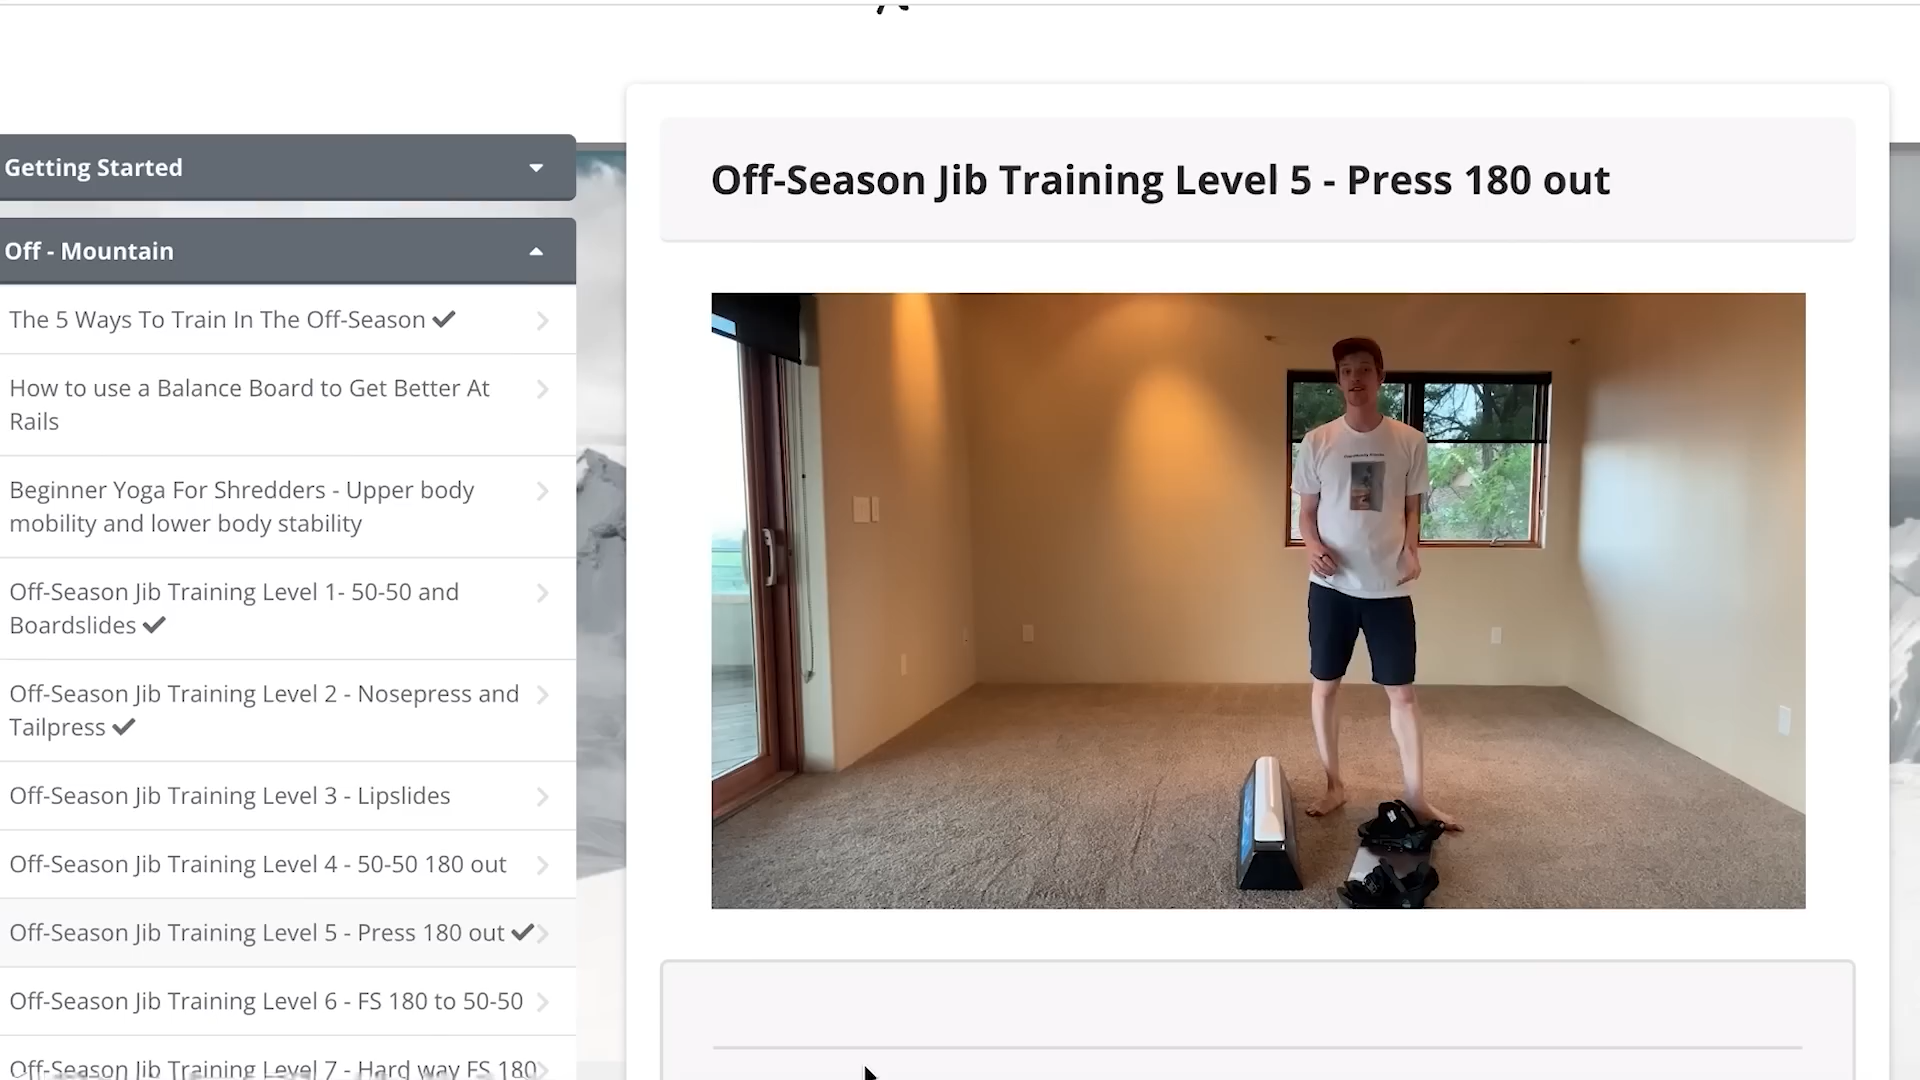 Getting Started
Off - Mountain
The 5 Ways To Train In The Off-Season
How to use a Balance Board to Get Better At
Rails
Beginner Yoga For Shredders - Upper body
mobility and lower body stability
Off-Season Jib Training Level 1- 50-50 and
Boardslides
Off-Season Jib Training Level 2 - Nosepress and
Tailpress
Off-Season Jib Training Level 3 - Lipslides
Off-Season Jib Training Level 4 - 50-50 180 out
Off-Season Jib Training Level 5 - Press 180 out
Off-Season Jib Training Level 6 - FS 180 to 50-50
Off-Season Jib Training Level 7 - Hard way FS 180
Off-Season Jib Training Level 5 - Press 180 out